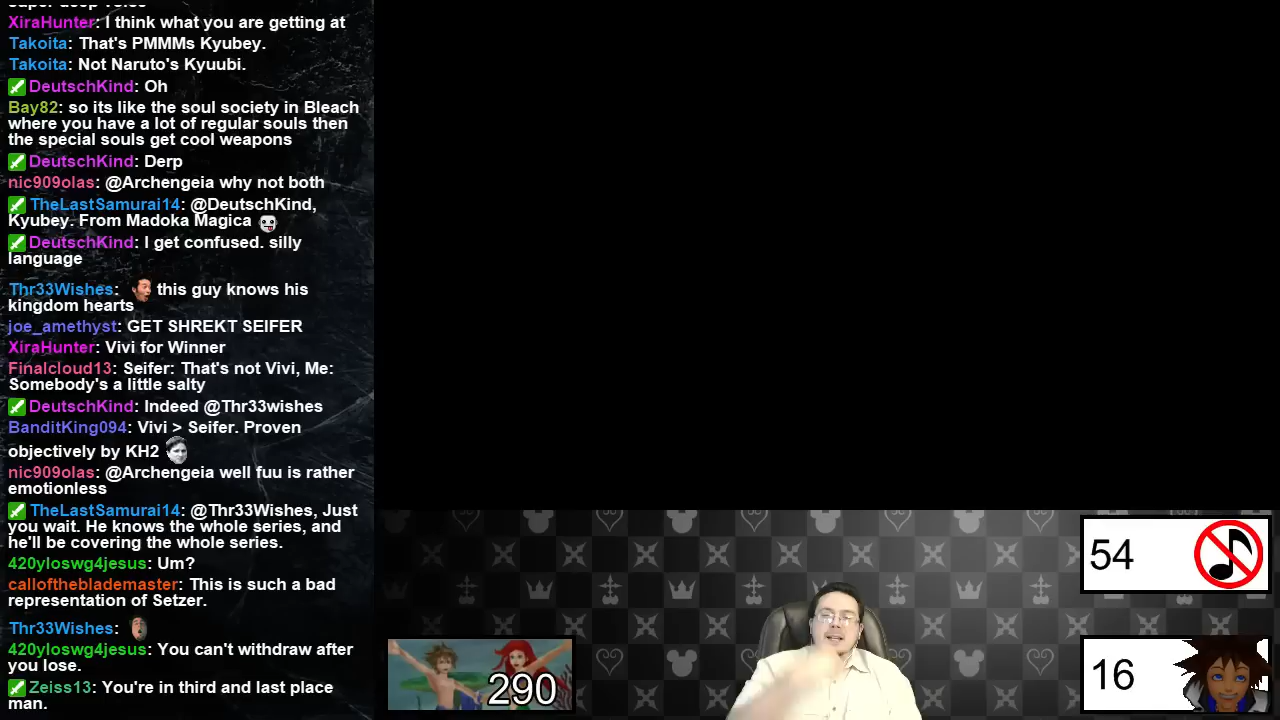 XiraHunter: I think what you are getting at
Takoita: That's PMMMs Kyubey.
Takoita: Not Naruto's Kyuubi.
DeutschKind: Oh
Bay82: so its like the soul society in Bleach
where you have a lot of regular souls then
the special souls get cool weapons
DeutschKind: Derp
nic909olas: @Archengeia why not both
TheLastSamurai14: @DeutschKind,
Kyubey. From Madoka Magica
DeutschKind: I get confused. silly
language
Thr33Wishes: this guy knows his
kingdom hearts
joe_amethyst: GET SHREKT SEIFER
XiraHunter: Vivi for Winner
Finalcloud13: Seifer: That's not Vivi, Me:
Somebody's a little salty
DeutschKind: Indeed @Thr33wishes
BanditKing094: Vivi > Seifer. Proven
objectively by KH2
nic909olas: @Archengeia well fuu is rather
emotionless
TheLastSamurai14: @Thr33Wishes, Just
you wait. He knows the whole series, and
he'll be covering the whole series.
420yloswg4jesus: Um?
calloftheblademaster: This is such a bad
representation of Setzer.
Thr33Wishes:
420yloswg4jesus: You can't withdraw after
you lose.
Zeiss13: You're in third and last place
man.
54
290
16